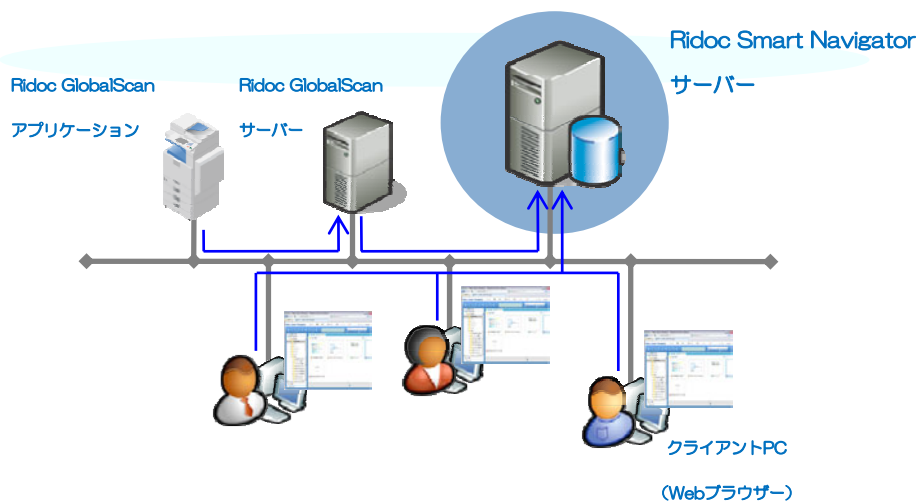 Ridoc Smart Navigator
サーバー
Ridoc GlobalScan
アプリケーション
Ridoc GlobalScan
サーバー
クライアントPC
(Webブラウザー)